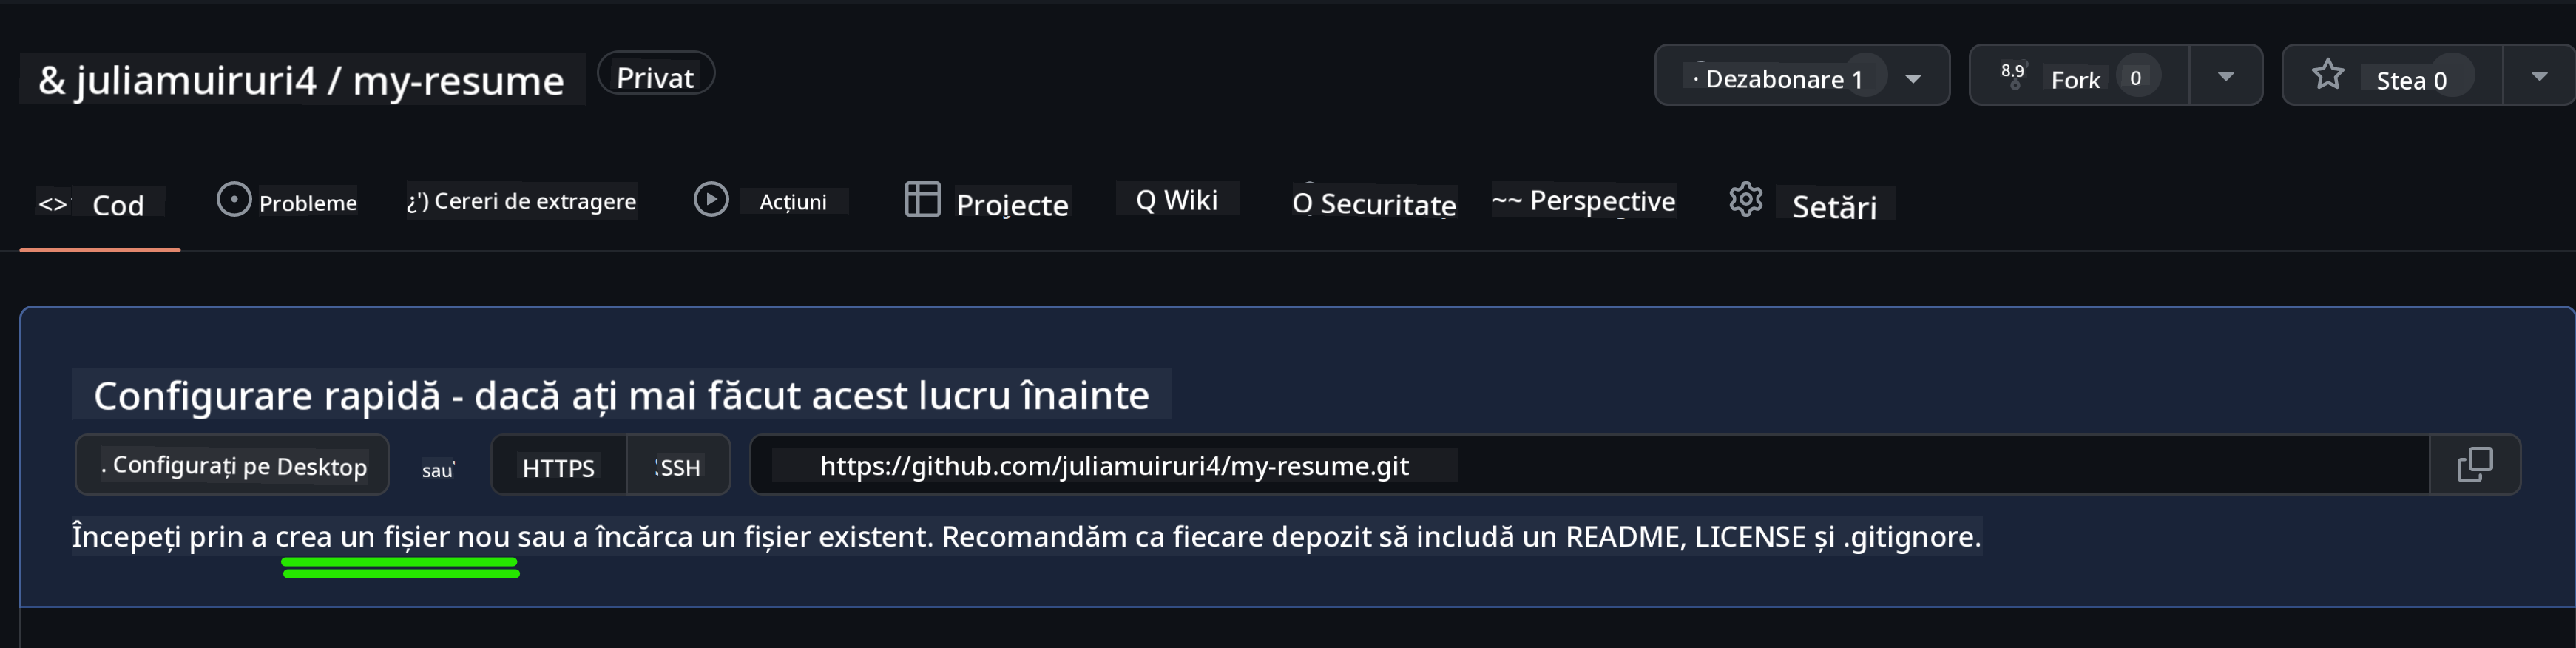 & juliamuiruri4 / my-resume Privat · Dezabonare 1 8.9 Fork 0 Stea 0
<> Cod Probleme ¿') Cereri de extragere Acțiuni Proiecte Q Wiki O Securitate ~~ Perspective Setări
Configurare rapidă - dacă ați mai făcut acest lucru înainte
. Configurați pe Desktop sau HTTPS SSH https://github.com/juliamuiruri4/my-resume.git
Începeți prin a crea un fișier nou sau a încărca un fișier existent. Recomandăm ca fiecare depozit să includă un README, LICENSE și .gitignore.